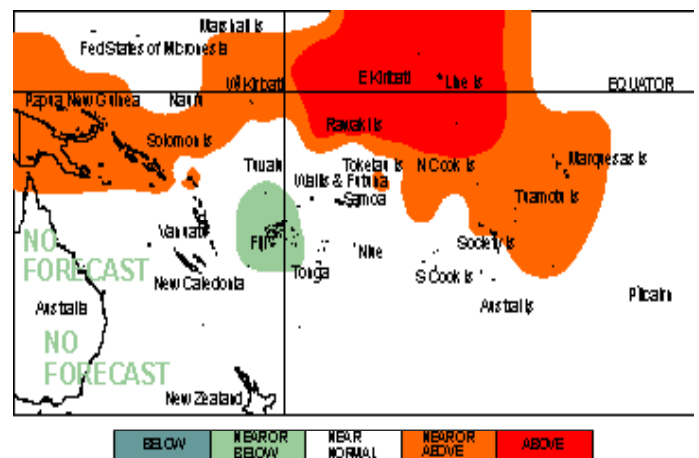 Marshall Is
Fed States of Micronesia
W Kiribati
E Kiribati
Line Is
EQUATOR
Papua New Guinea
Nauru
Rawaki Is
Solomon Is
Tuvalu
Tokelau Is
N Cook Is
Marquesas Is
Wallis & Futuna
Samoa
Tuamotu Is
NO
FORECAST
Vanuatu
Fiji
Niue
Society Is
New Caledonia
Tonga
S Cook Is
Australia
Austral Is
Pitcairn
NO
FORECAST
New Zealand
BELOW
NEAR OR
BELOW
NEAR
NORMAL
NEAR OR
ABOVE
ABOVE